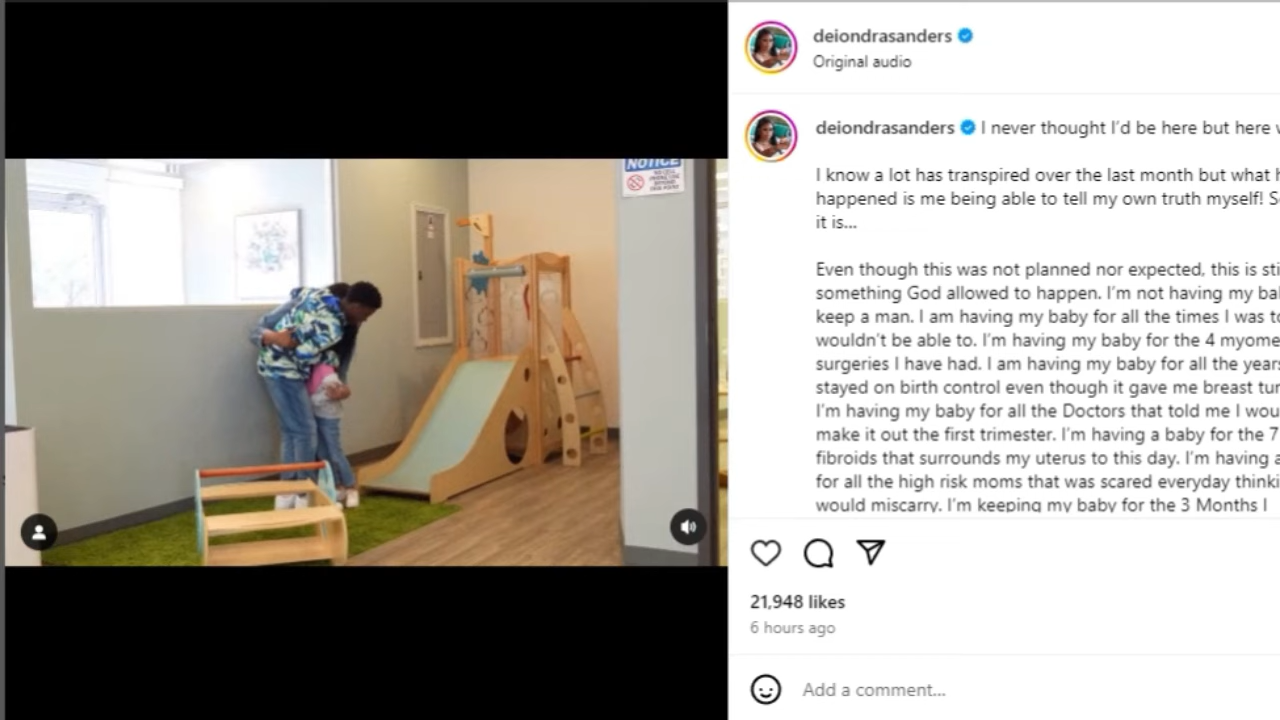 NOTICE
deiondrasanders
Original audio
deiondrasanders I never thought I'd be here but here
I know a lot has transpired over the last month but what
happened is me being able to tell my own truth myself!
it is...
Even though this was not planned nor expected, this is
something God allowed to happen. I'm not having my
keep a man. I am having my baby for all the times I was
wouldn't be able to. I'm having my baby for the 4
surgeries I have had. I am having my baby for all the
stayed on birth control even though it gave me breast
I'm having my baby for all the Doctors that told me I
make it out the first trimester. I'm having a baby for the 7
fibroids that surrounds my uterus to this day. I'm having
for all the high risk moms that was scared everyday
would miscarry. I'm keeping my baby for the 3 Months I
21,948 likes
6 hours ago
Add a comment...